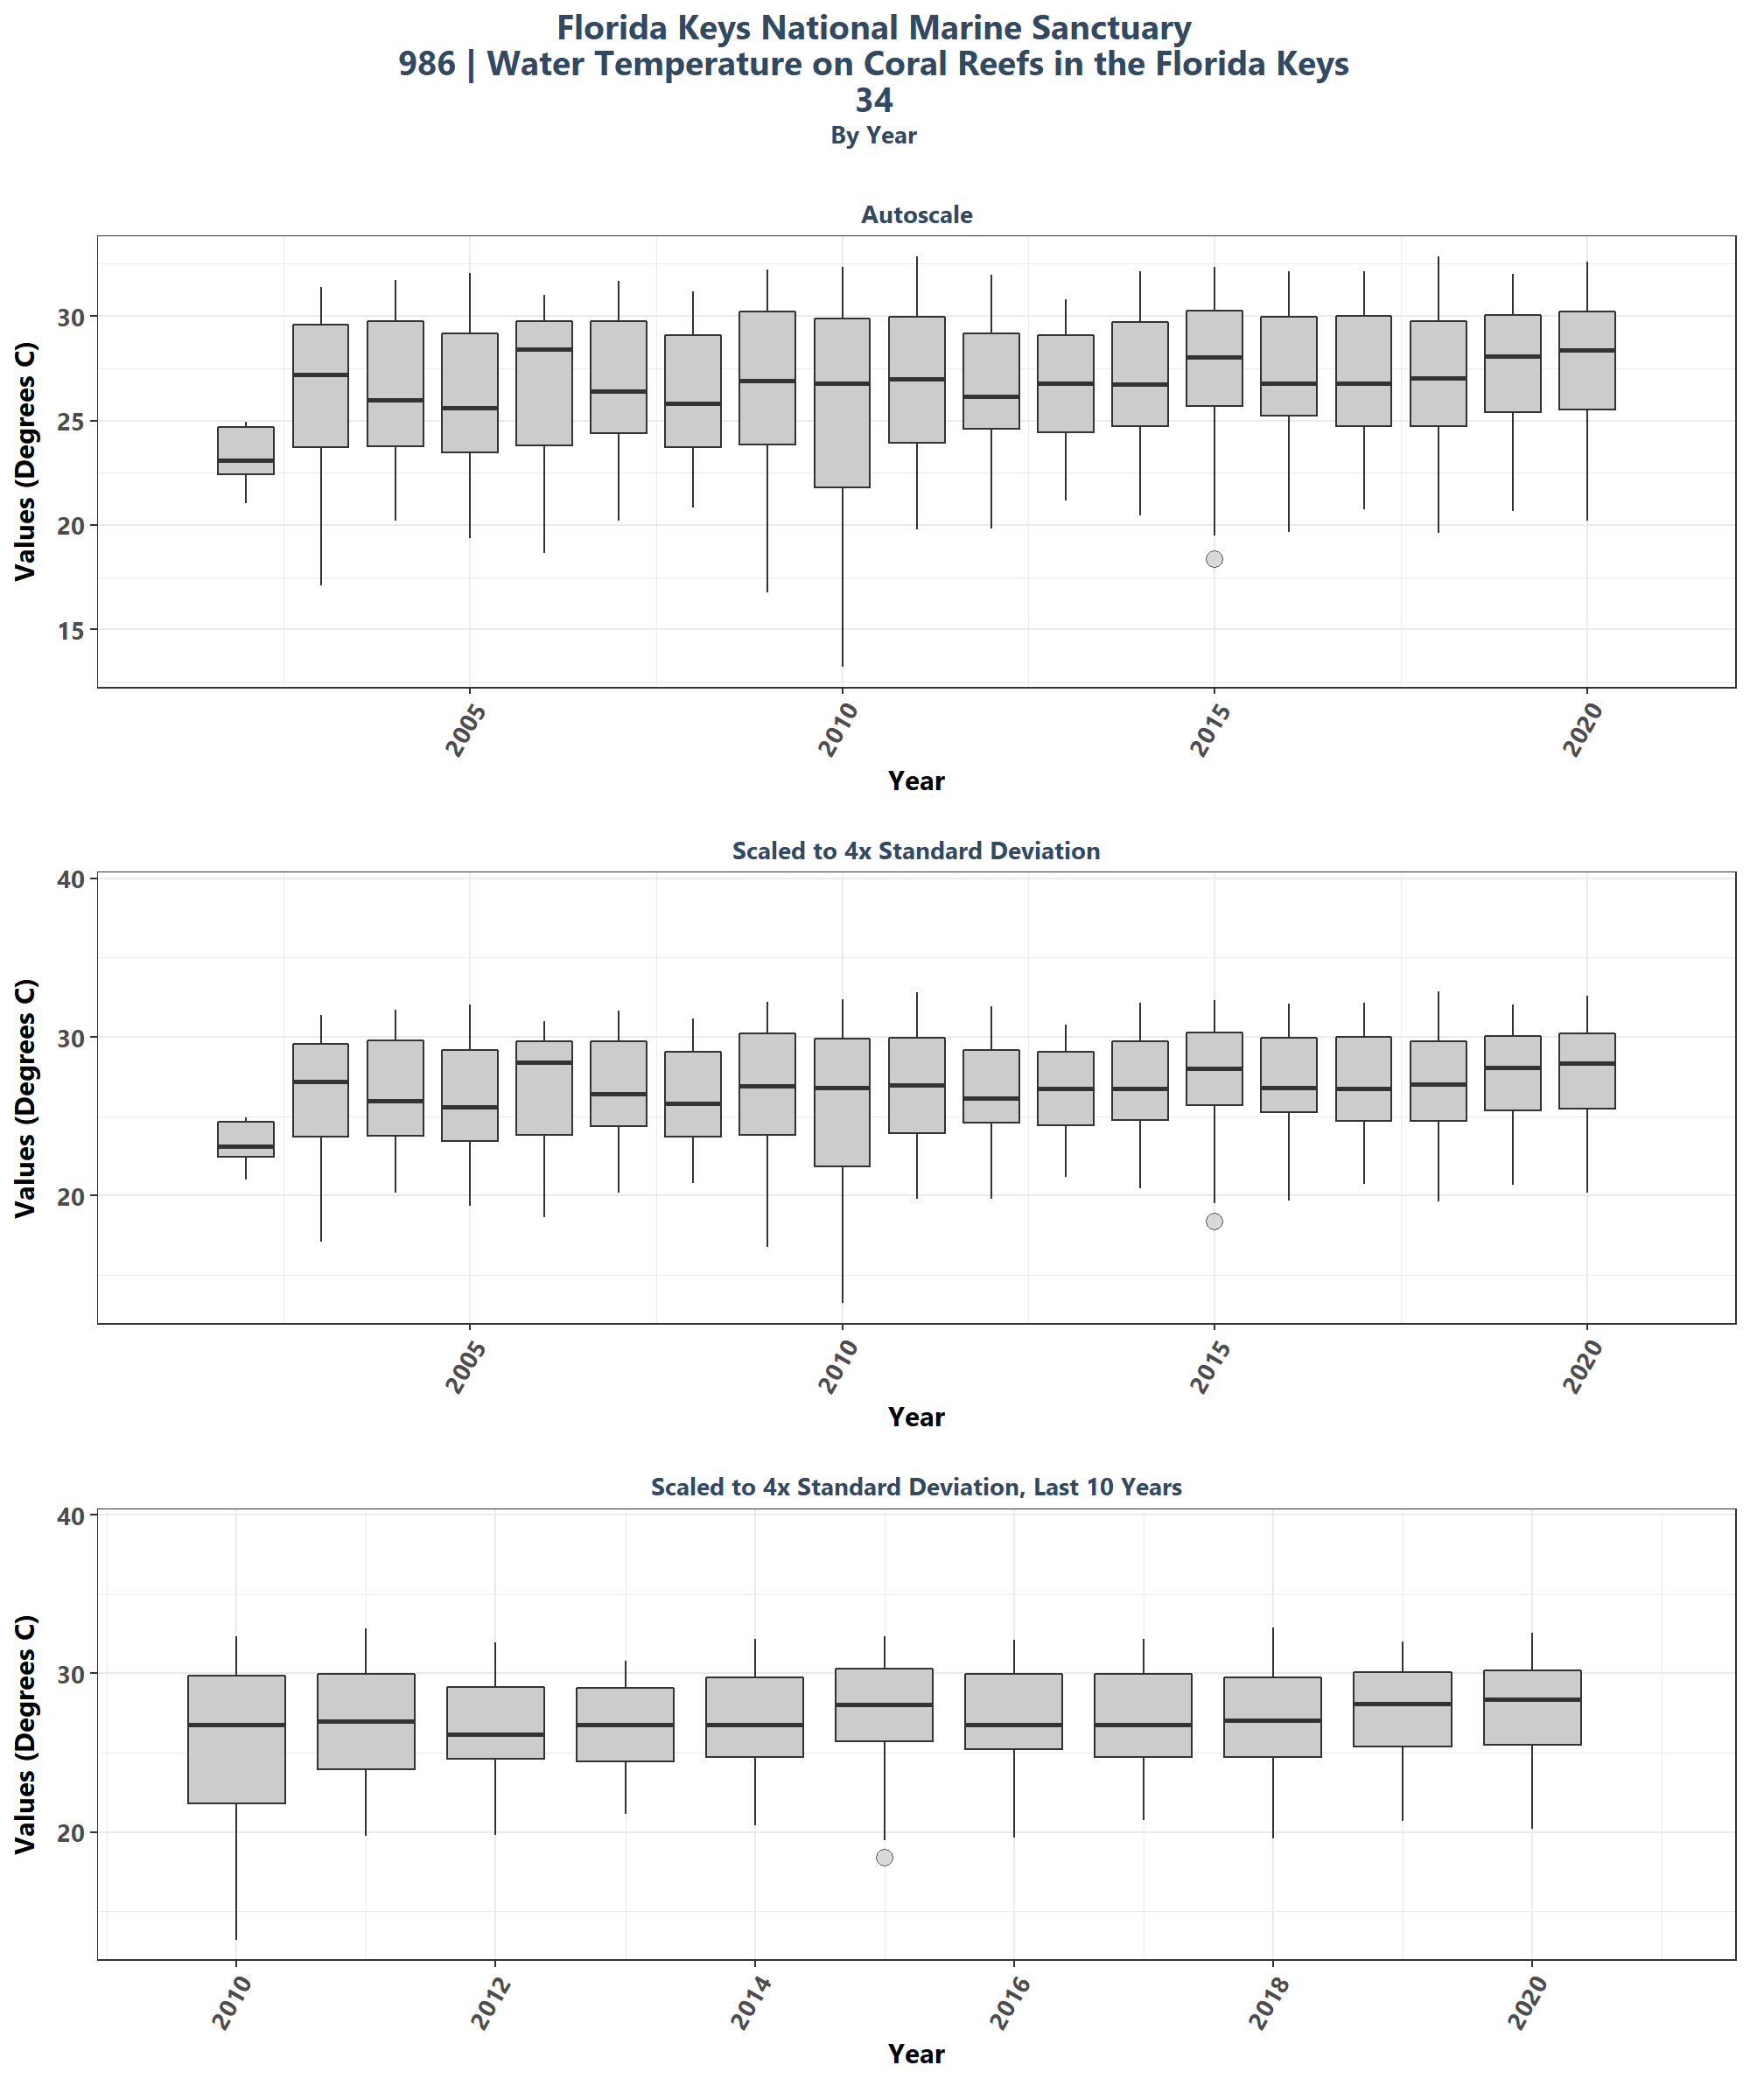 Florida Keys National Marine Sanctuary
986 | Water Temperature on Coral Reefs in the Florida Keys
34
By Year
Autoscale
Values (Degrees C)
30
25
20
15
2005
2010
2015
2020
Year
Scaled to 4x Standard Deviation
Values (Degrees C)
40
30
20
2005
2010
2015
2020
Year
Scaled to 4x Standard Deviation, Last 10 Years
Values (Degrees C)
40
30
20
2010
2012
2014
2016
2018
2020
Year